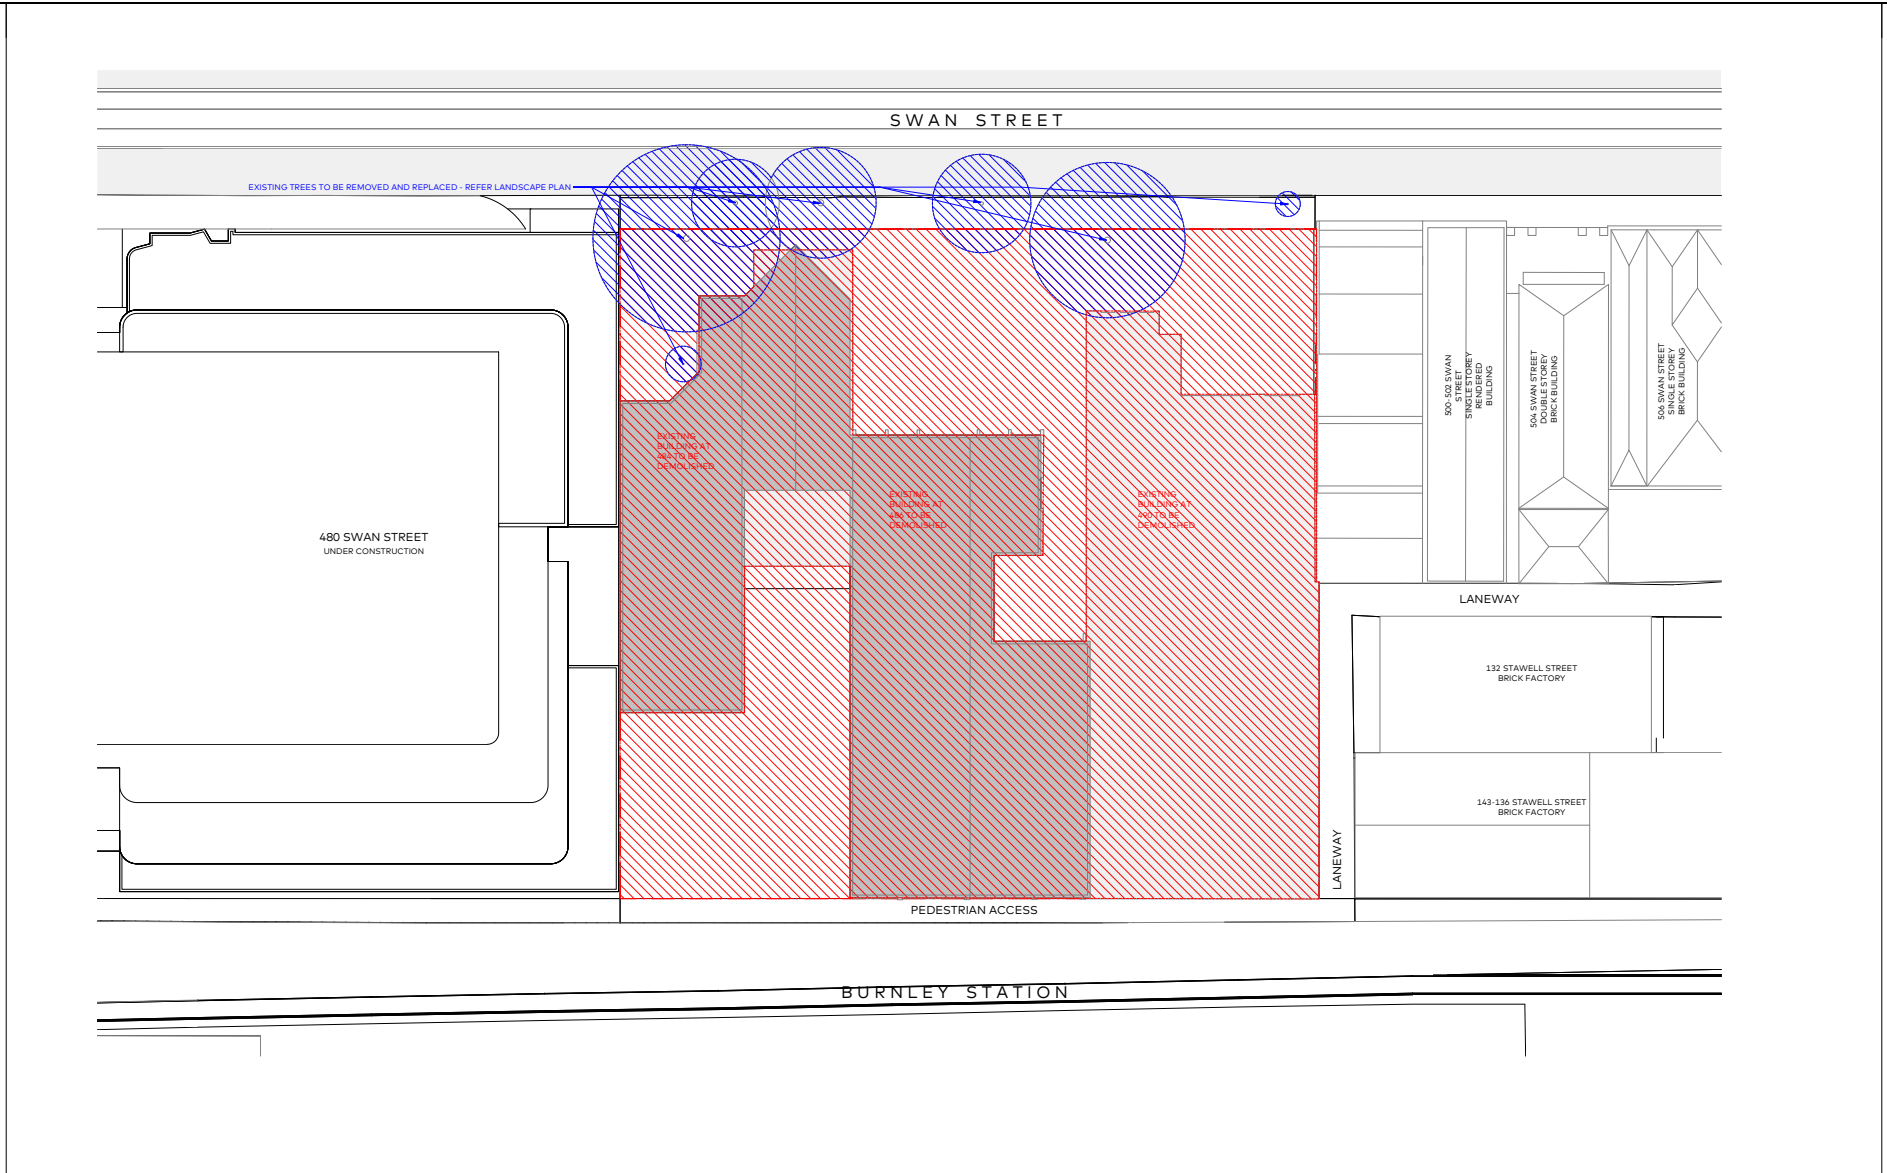 SWAN STREET
EXISTING TREES TO BE REMOVED AND REPLACED - REFER LANDSCAPE PLAN
500-502 SWAN
STREET
SINGLE STOREY
RENDERED
BUILDING
504 SWAN STREET
DOUBLE STOREY
BRICK BUILDING
506 SWAN STREET
SINGLE STOREY
BRICK BUILDING
EXISTING
BUILDING AT
484 TO BE
DEMOLISHED
EXISTING
BUILDING AT
486 TO BE
DEMOLISHED
EXISTING
BUILDING AT
490 TO BE
DEMOLISHED
480 SWAN STREET
UNDER CONSTRUCTION
LANEWAY
132 STAWELL STREET
BRICK FACTORY
143-136 STAWELL STREET
BRICK FACTORY
LANEWAY
PEDESTRIAN ACCESS
BURNLEY STATION